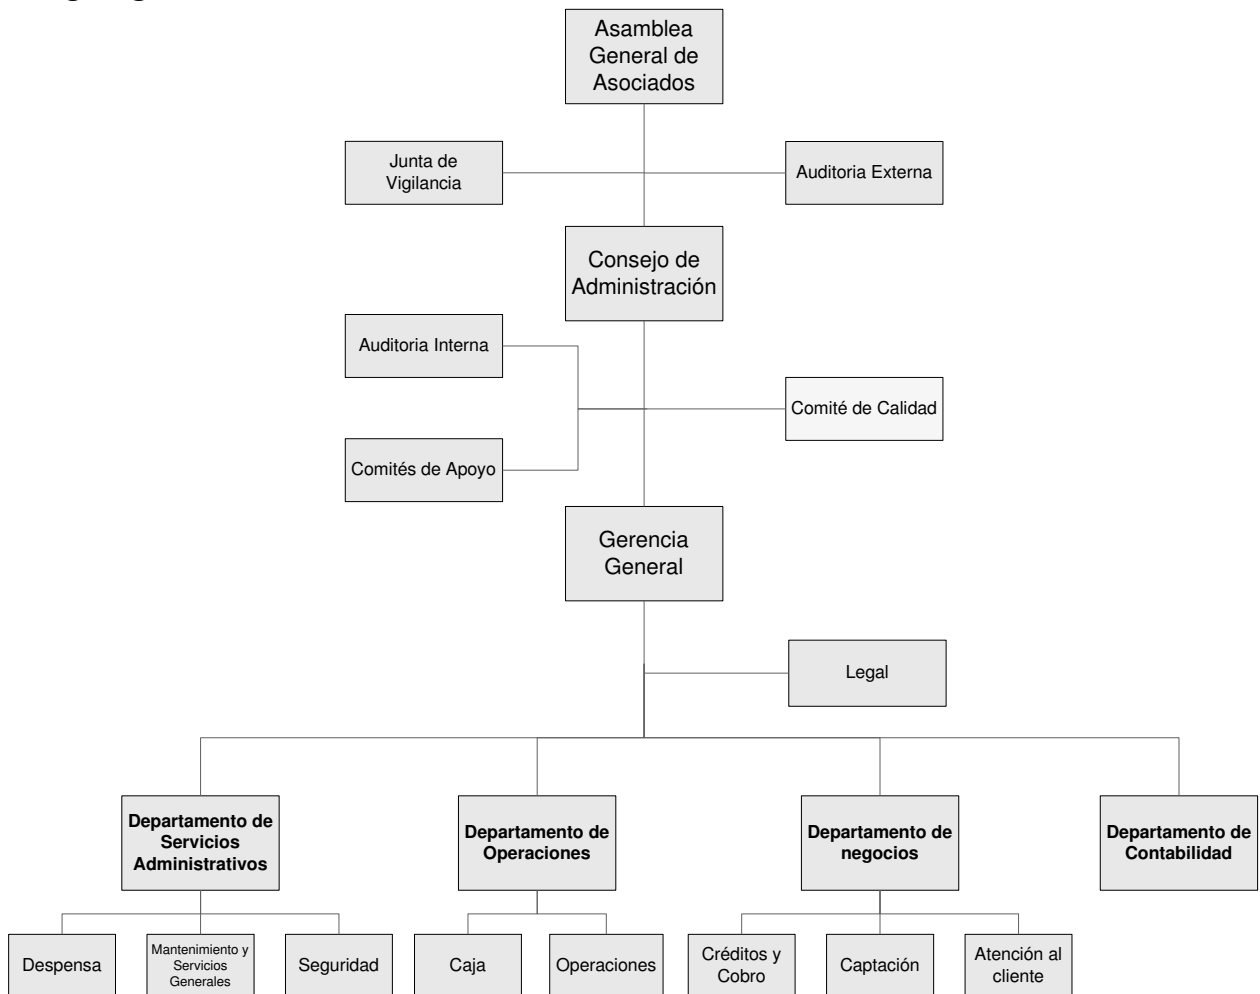 Asamblea
General de
Asociados
Junta de
Vigilancia
Auditoria Externa
Consejo de
Administración
Auditoria Interna
Comité de Calidad
Comités de Apoyo
Gerencia
General
Legal
Departamento de
Servicios
Administrativos
Departamento de
Operaciones
Departamento de
negocios
Departamento de
Contabilidad
Despensa
Mantenimiento y
Servicios
Generales
Seguridad
Caja
Operaciones
Créditos y
Cobro
Captación
Atención al
cliente